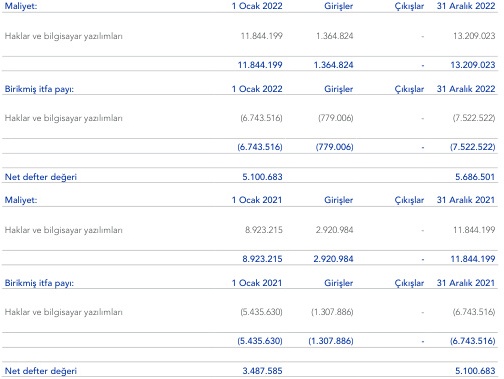 Maliyet: 1 Ocak 2022 Girişler Çıkışlar 31 Aralık 2022
Haklar ve bilgisayar yazılımları 11.844.199 1.364.824 - 13.209.023
11.844.199 1.364.824 - 13.209.023
Birikmiş itfa payı: 1 Ocak 2022 Girişler Çıkışlar 31 Aralık 2022
Haklar ve bilgisayar yazılımları (6.743.516) (779.006) - (7.522.522)
(6.743.516) (779.006) - (7.522.522)
Net defter değeri 5.100.683 5.686.501
Maliyet: 1 Ocak 2021 Girişler Çıkışlar 31 Aralık 2021
Haklar ve bilgisayar yazılımları 8.923.215 2.920.984 - 11.844.199
8.923.215 2.920.984 - 11.844.199
Birikmiş itfa payı: 1 Ocak 2021 Girişler Çıkışlar 31 Aralık 2021
Haklar ve bilgisayar yazılımları (5.435.630) (1.307.886) - (6.743.516)
(5.435.630) (1.307.886) - (6.743.516)
Net defter değeri 3.487.585 5.100.683